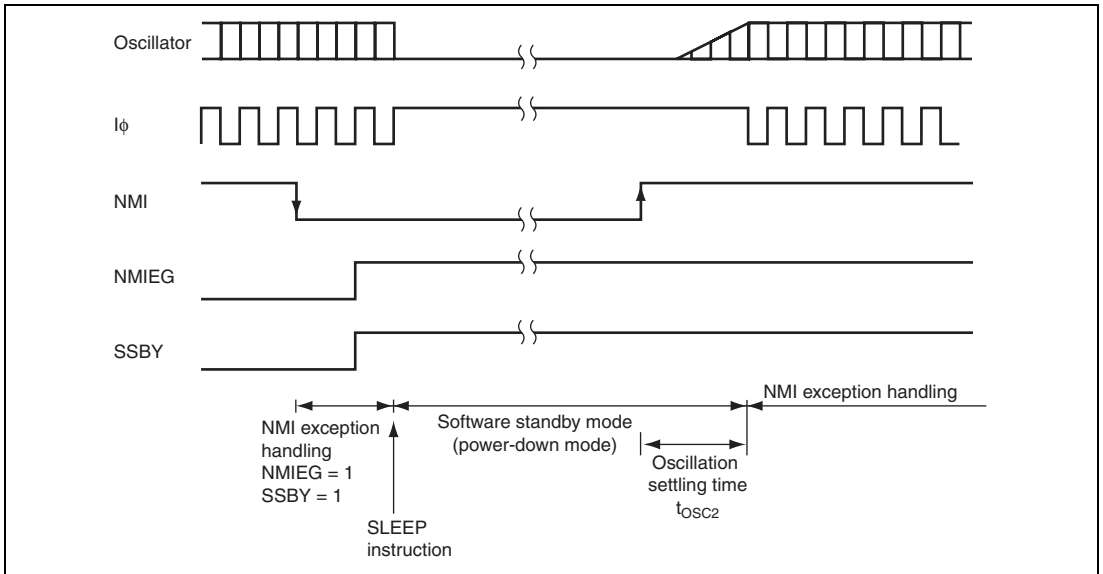 Oscillator
Iϕ
NMI
NMIEG
SSBY
NMI exception
handling
NMIEG = 1
SSBY = 1
Software standby mode
(power-down mode)
NMI exception handling
Oscillation
settling time
tOSC2
SLEEP
instruction